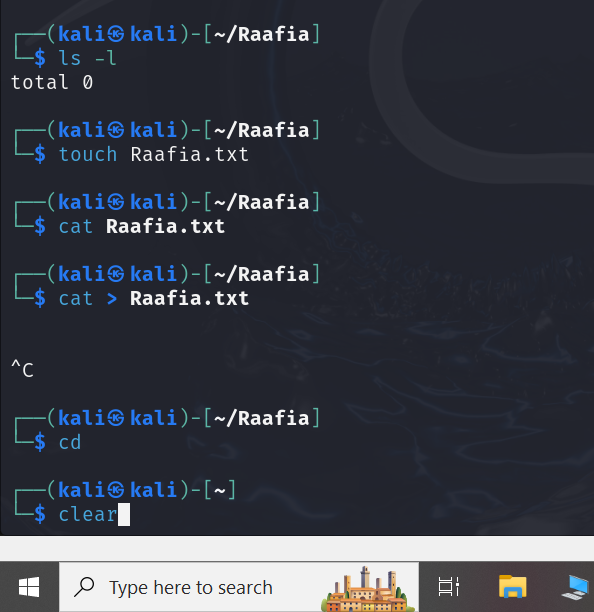 ┌──(kali㉿kali)-[~/Raafia]
└─$ ls -l
total 0
┌──(kali㉿kali)-[~/Raafia]
└─$ touch Raafia.txt
┌──(kali㉿kali)-[~/Raafia]
└─$ cat Raafia.txt
┌──(kali㉿kali)-[~/Raafia]
└─$ cat > Raafia.txt
^C
┌──(kali㉿kali)-[~/Raafia]
└─$ cd
┌──(kali㉿kali)-[~]
└─$ clear
Type here to search